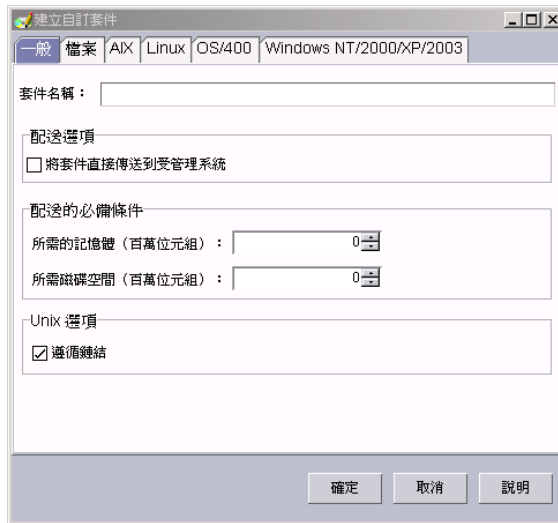 建立自訂套件
一般 檔案 AIX Linux OS/400 Windows NT/2000/XP/2003
套件名稱：
配送選項
將套件直接傳送到受管理系統
配送的必備條件
所需的記憶體（百萬位元組）： 0
所需磁碟空間（百萬位元組）： 0
Unix 選項
遵循鏈結
確定 取消 說明